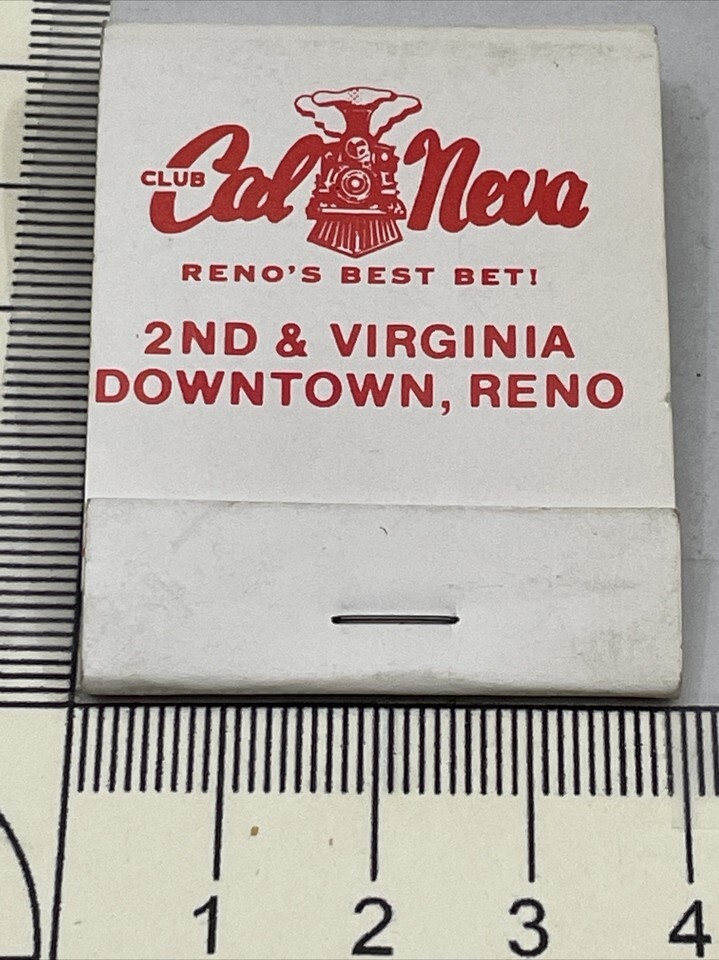 CLUB Cal Neva
RENO'S BEST BET!
2ND & VIRGINIA
DOWNTOWN, RENO
1 2 3 4